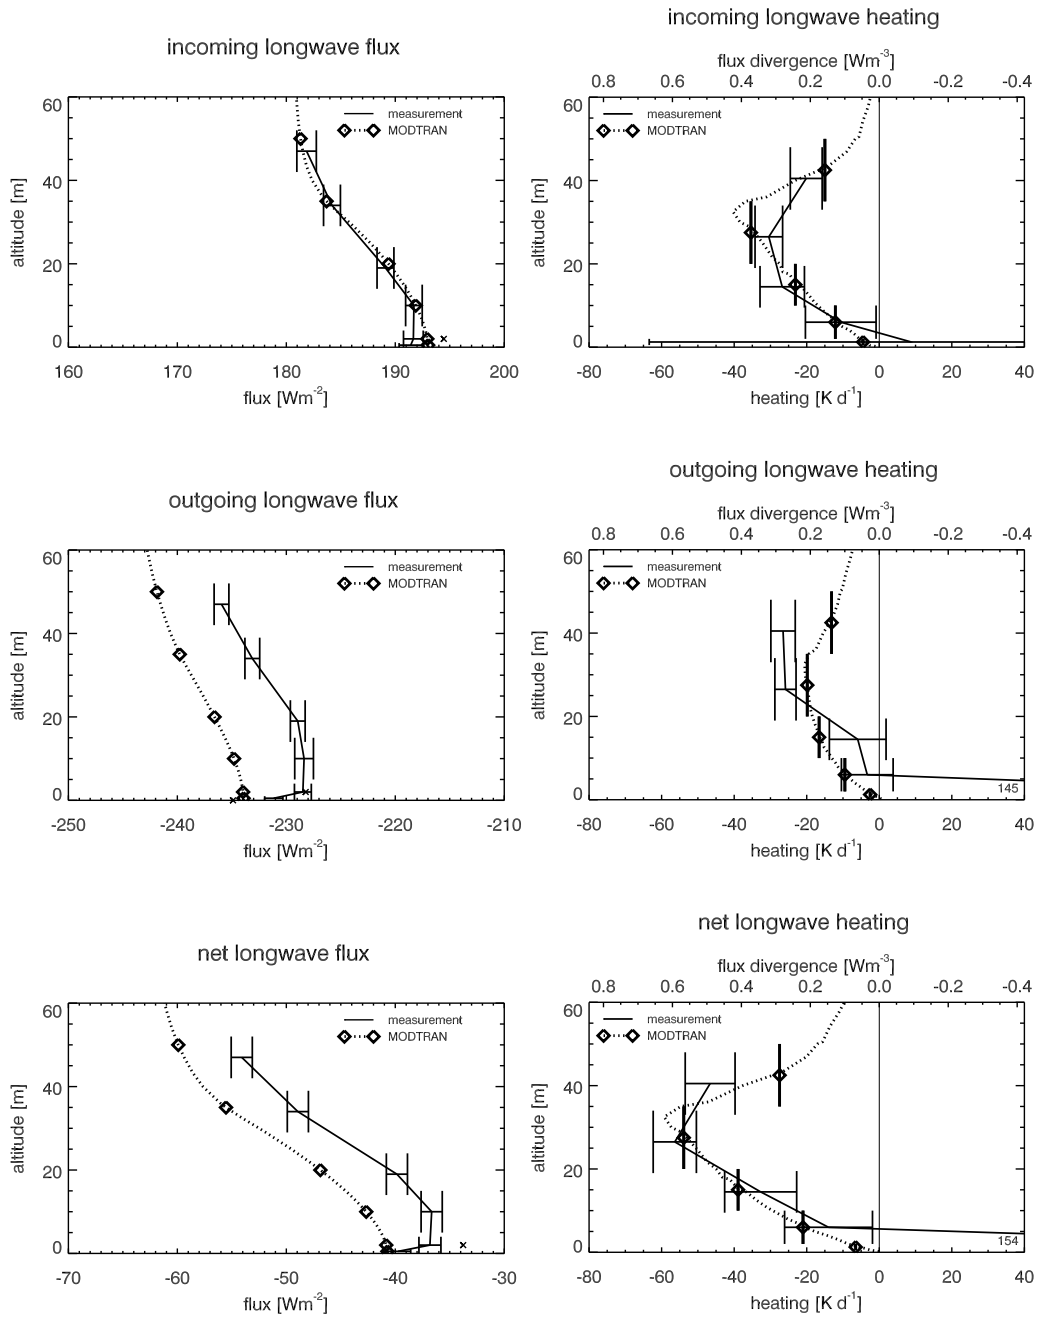 incoming longwave flux
60
40
20
0
altitude [m]
measurement
MODTRAN
160 170 180 190 200
flux [Wm-2]
incoming longwave heating
flux divergence [Wm-3]
0.8 0.6 0.4 0.2 0.0 -0.2 -0.4
60
40
20
0
altitude [m]
measurement
MODTRAN
-80 -60 -40 -20 0 20 40
heating [K d-1]
outgoing longwave flux
60
40
20
0
altitude [m]
measurement
MODTRAN
-250 -240 -230 -220 -210
flux [Wm-2]
outgoing longwave heating
flux divergence [Wm-3]
0.8 0.6 0.4 0.2 0.0 -0.2 -0.4
60
40
20
0
altitude [m]
measurement
MODTRAN
145
-80 -60 -40 -20 0 20 40
heating [K d-1]
net longwave flux
60
40
20
0
altitude [m]
measurement
MODTRAN
-70 -60 -50 -40 -30
flux [Wm-2]
net longwave heating
flux divergence [Wm-3]
0.8 0.6 0.4 0.2 0.0 -0.2 -0.4
60
40
20
0
altitude [m]
measurement
MODTRAN
154
-80 -60 -40 -20 0 20 40
heating [K d-1]